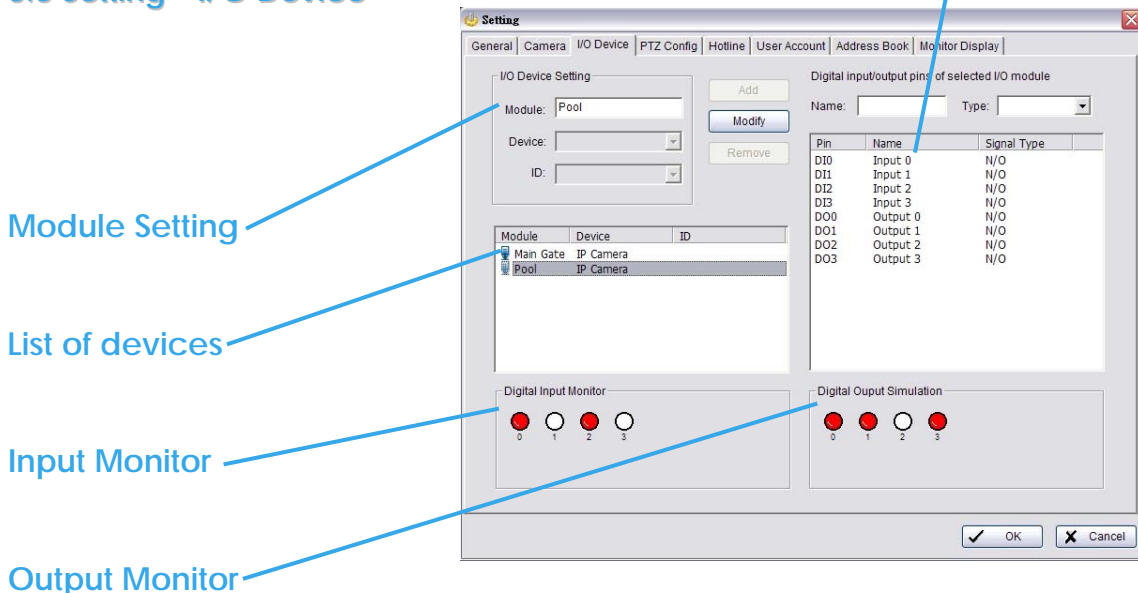 Setting - I/O Device
Setting
General Camera I/O Device PTZ Config Hotline User Account Address Book Monitor Display
I/O Device Setting
Module: Pool
Device:
ID:
Add
Modify
Remove
Digital input/output pins of selected I/O module
Name: Type:
Pin Name Signal Type
DI0 Input 0 N/O
DI1 Input 1 N/O
DI2 Input 2 N/O
DI3 Input 3 N/O
DO0 Output 0 N/O
DO1 Output 1 N/O
DO2 Output 2 N/O
DO3 Output 3 N/O
Module Setting
Module Device ID
Main Gate IP Camera
Pool IP Camera
List of devices
Digital Input Monitor
0 1 2 3
Digital Ouput Simulation
0 1 2 3
Input Monitor
OK Cancel
Output Monitor